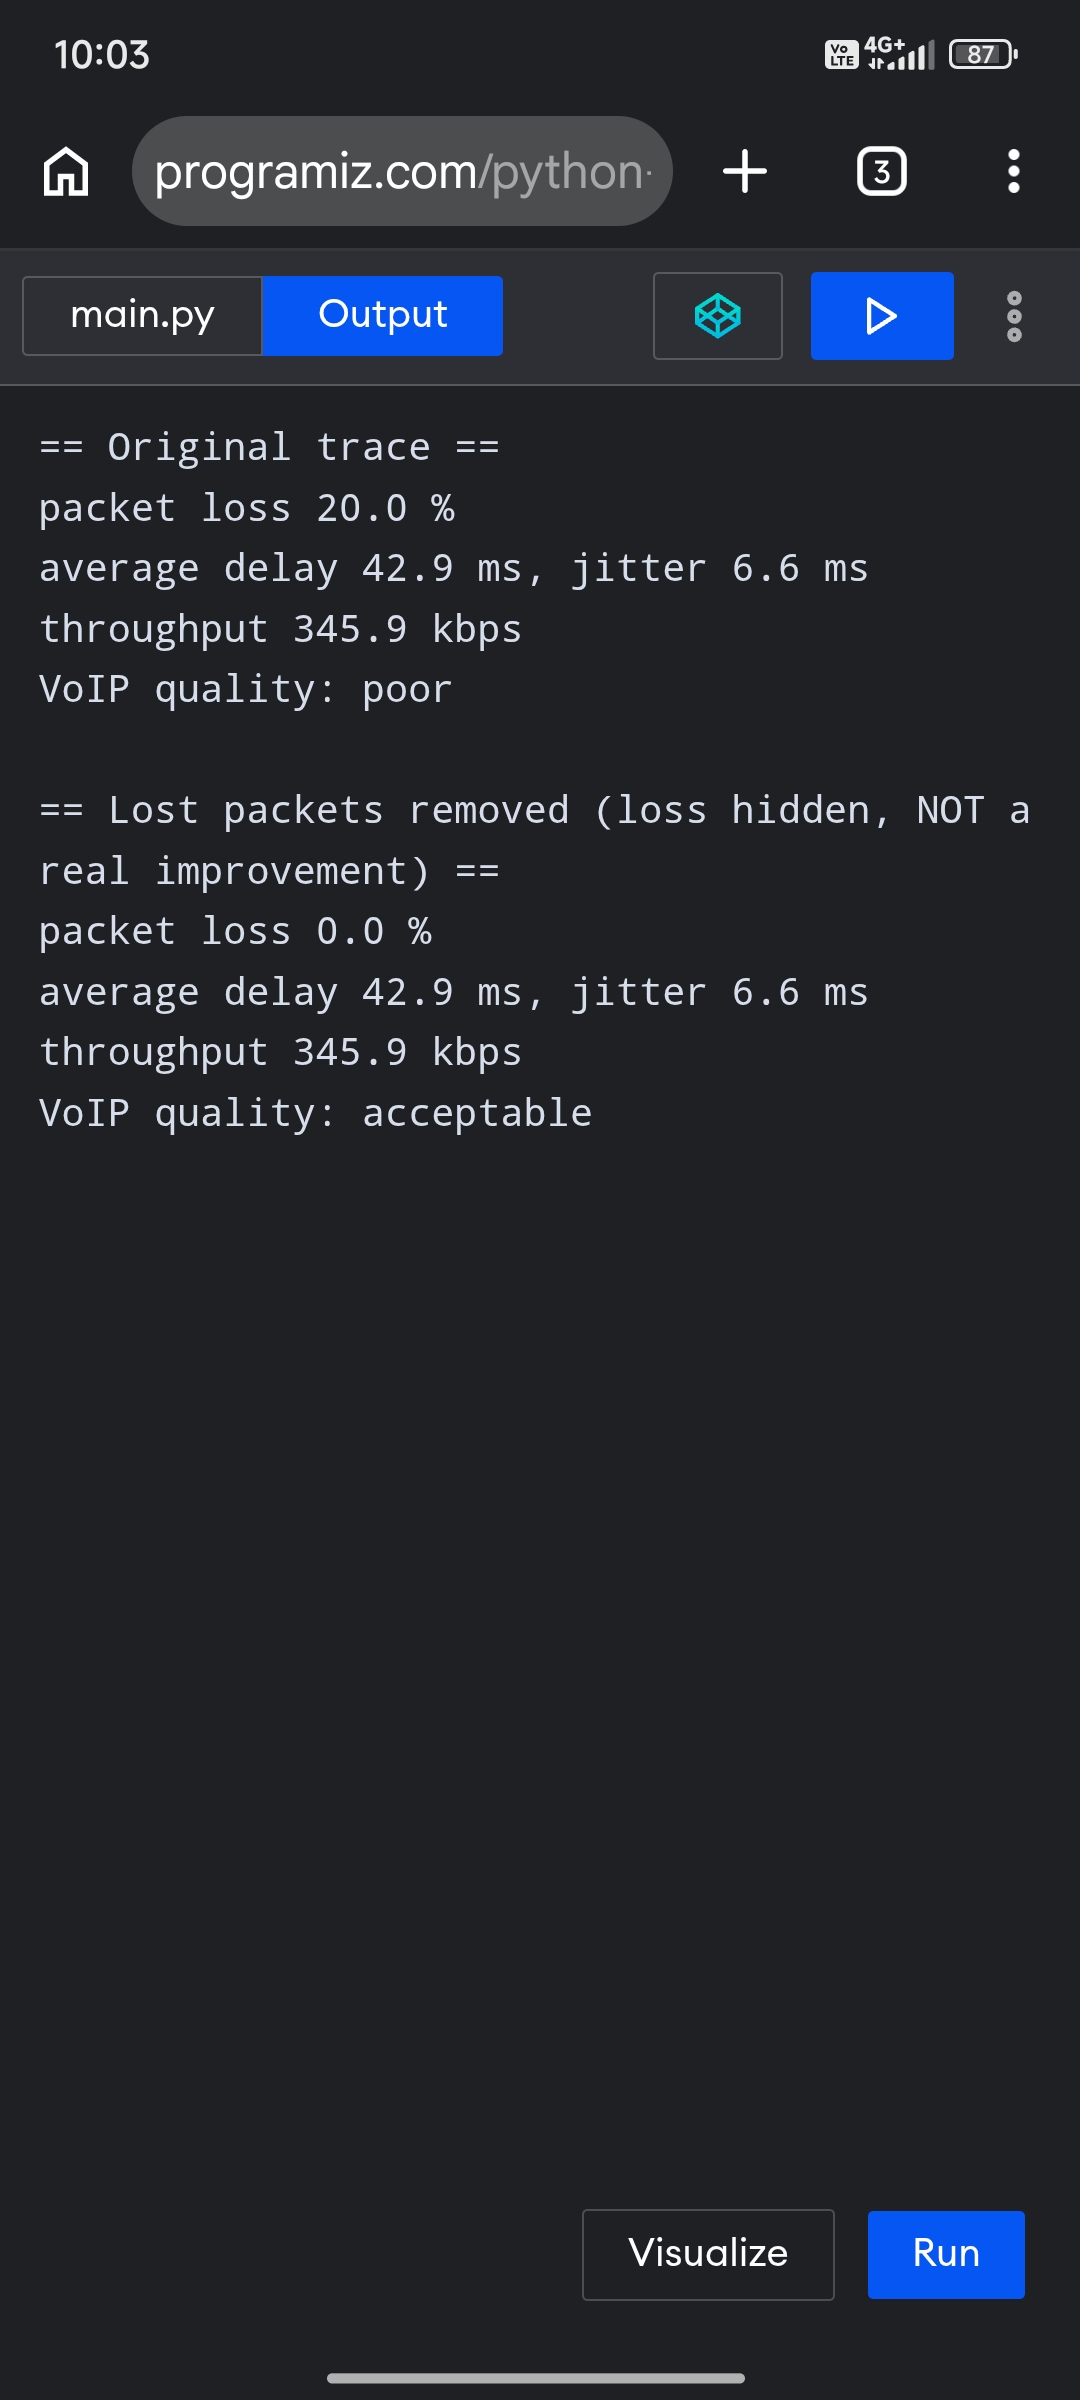 10:03
Vo LTE 4G+ 87
programiz.com/python-
3
main.py
Output
== Original trace ==
packet loss 20.0 %
average delay 42.9 ms, jitter 6.6 ms
throughput 345.9 kbps
VoIP quality: poor
== Lost packets removed (loss hidden, NOT a
real improvement) ==
packet loss 0.0 %
average delay 42.9 ms, jitter 6.6 ms
throughput 345.9 kbps
VoIP quality: acceptable
Visualize
Run